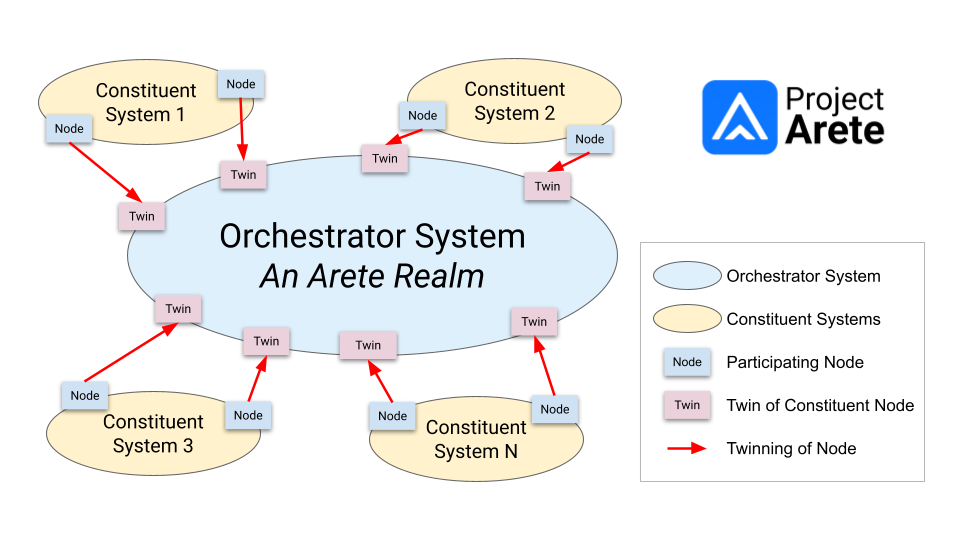 Constituent
System 1
Node
Node
Constituent
System 2
Node
Node
Project
Arete
Twin
Twin
Twin
Twin
Orchestrator System
An Arete Realm
Twin
Twin
Twin
Twin
Node
Constituent
System 3
Node
Node
Constituent
System N
Node
Orchestrator System
Constituent Systems
Node
Participating Node
Twin
Twin of Constituent Node
Twinning of Node